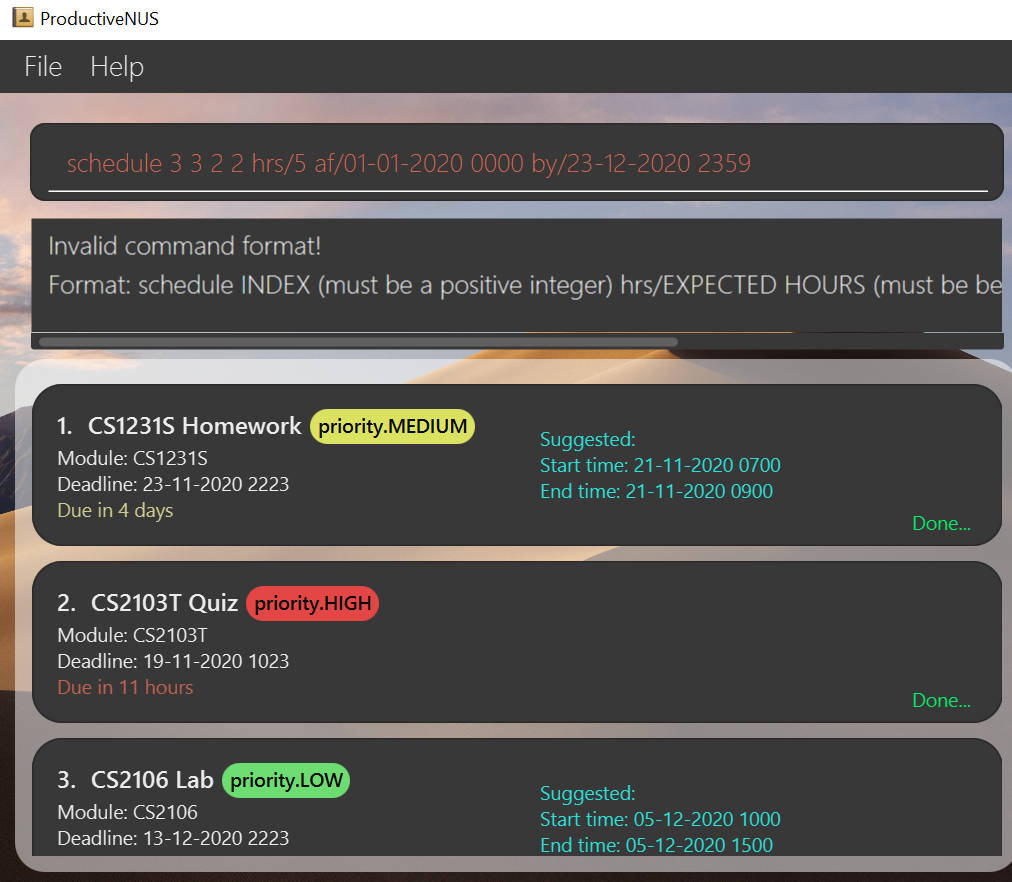 ProductiveNUS
File Help
schedule 3 3 2 2 hrs/5 af/01-01-2020 0000 by/23-12-2020 2359
Invalid command format!
Format: schedule INDEX (must be a positive integer) hrs/EXPECTED HOURS (must be be
1. CS1231S Homework priority.MEDIUM
Module: CS1231S
Deadline: 23-11-2020 2223
Due in 4 days
Suggested:
Start time: 21-11-2020 0700
End time: 21-11-2020 0900
Done...
2. CS2103T Quiz priority.HIGH
Module: CS2103T
Deadline: 19-11-2020 1023
Due in 11 hours
Done...
3. CS2106 Lab priority.LOW
Module: CS2106
Deadline: 13-12-2020 2223
Suggested:
Start time: 05-12-2020 1000
End time: 05-12-2020 1500